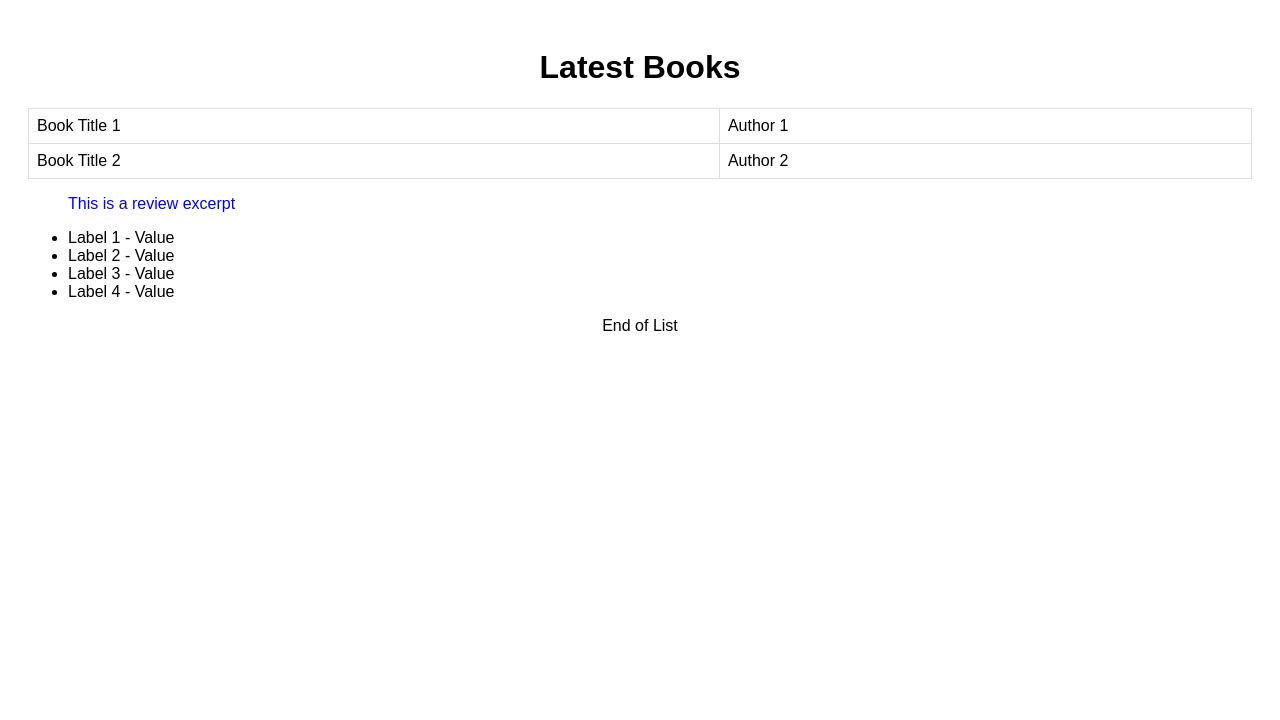 Latest Books
Book Title 1 Author 1
Book Title 2 Author 2
This is a review excerpt
Label 1 - Value
Label 2 - Value
Label 3 - Value
Label 4 - Value
End of List